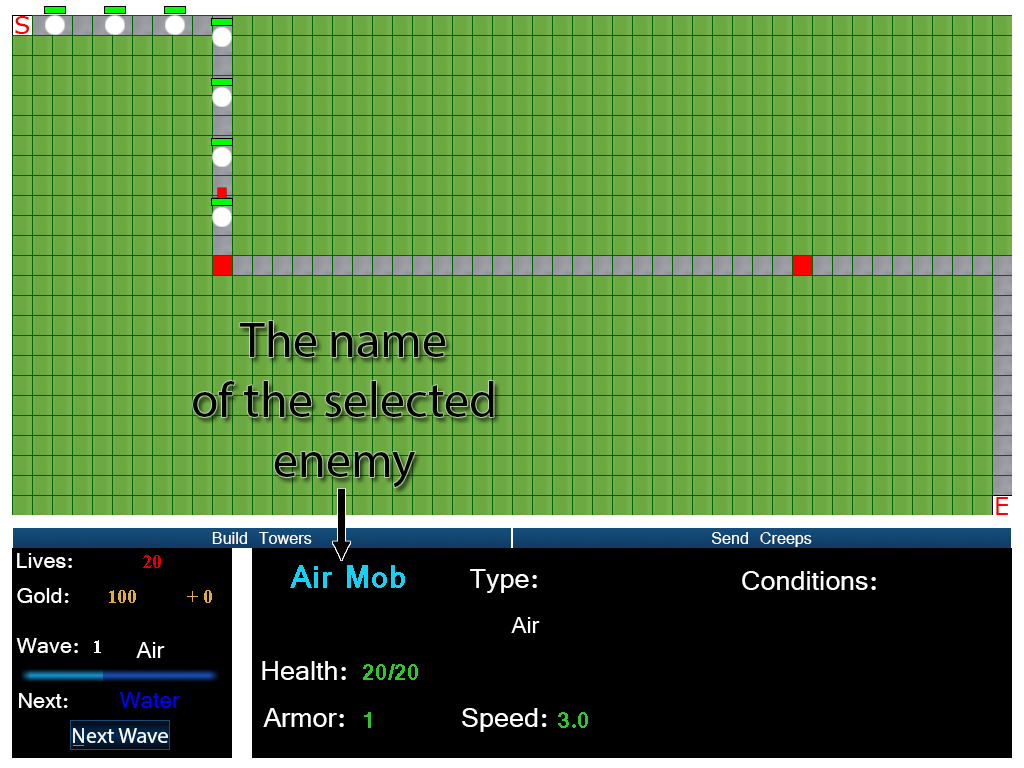 S
The name
of the selected
enemy
E
Build Towers
Send Creeps
Lives: 20
Gold: 100 + 0
Wave: 1 Air
Next: Water
Next Wave
Air Mob
Type:
Conditions:
Air
Health: 20/20
Armor: 1
Speed: 3.0